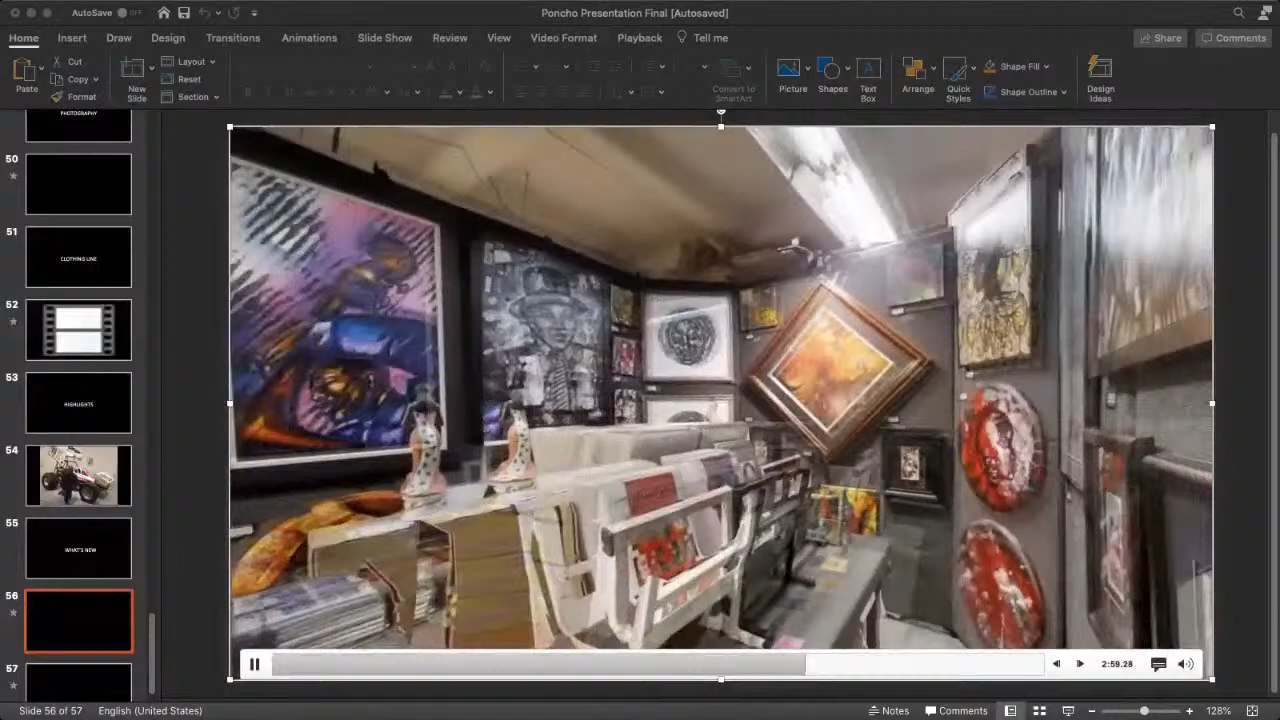 AutoSave OFF
Poncho Presentation Final [Autosaved]
Home Insert Draw Design Transitions Animations Slide Show Review View Video Format Playback Tell me
Share Comments
Paste
Cut
Copy
Format
New Slide
Layout
Reset
Section
Convert to SmartArt
Picture
Shapes
Text Box
Arrange
Quick Styles
Shape Fill
Shape Outline
Design Ideas
PHOTOGRAPHY
50
51
CLOTHING LINE
52
53
HIGHLIGHTS
54
55
WHAT'S NEW
56
57
2:59.28
Slide 56 of 57 English (United States)
Notes Comments 128%